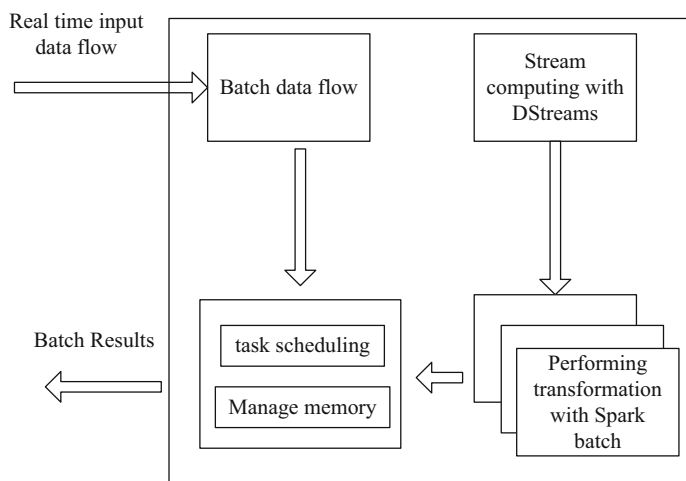 Real time input
data flow
Batch data flow
Stream
computing with
DStreams
task scheduling
Manage memory
Performing
transformation
with Spark
batch
Batch Results